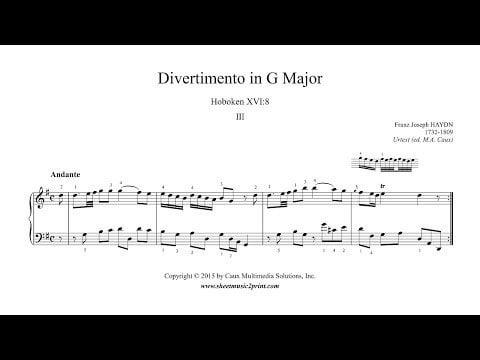 Divertimento in G Major
Hoboken XVI:8
III
Franz Joseph HAYDN
1732-1809
Urtext (ed. M.A. Caux)
Andante
Copyright © 2015 by Caux Multimedia Solutions, Inc.
www.sheetmusic2print.com